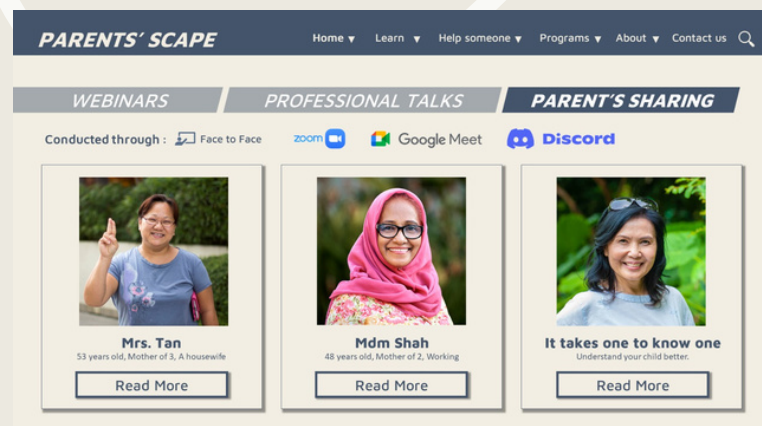 PARENTS' SCAPE
Home ▼ Learn ▼ Help someone ▼ Programs ▼ About ▼ Contact us
WEBINARS PROFESSIONAL TALKS PARENT'S SHARING
Conducted through : Face to Face zoom Google Meet Discord
Mrs. Tan
53 years old, Mother of 3, A housewife
Read More
Mdm Shah
48 years old, Mother of 2, Working
Read More
It takes one to know one
Understand your child better.
Read More